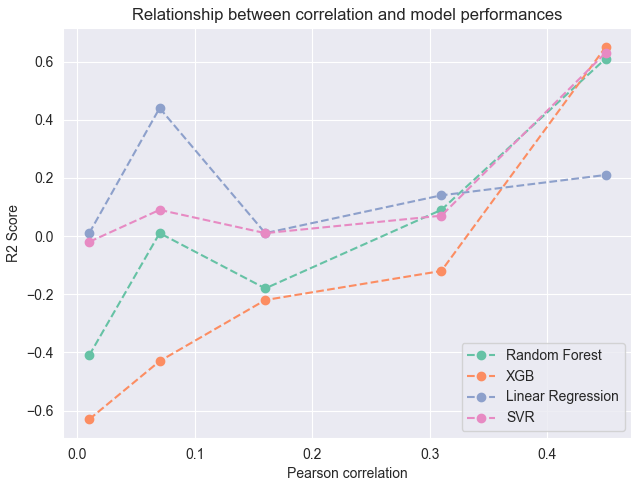 Relationship between correlation and model performances
R2 Score
0.6
0.4
0.2
0.0
−0.2
−0.4
−0.6
Random Forest
XGB
Linear Regression
SVR
0.0 0.1 0.2 0.3 0.4
Pearson correlation